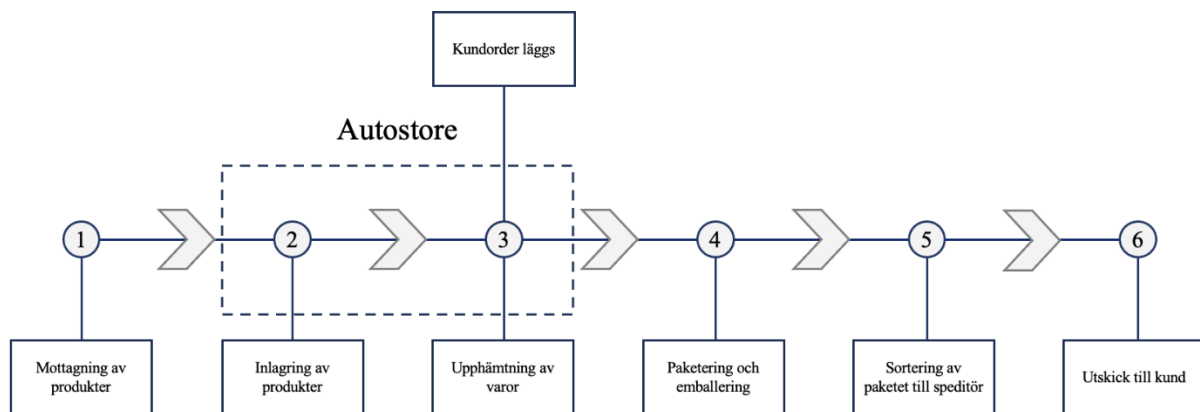 Kundorder läggs
Autostore
1
2
3
4
5
6
Mottagning av
produkter
Inlagring av
produkter
Upphämtning av
varor
Paketering och
emballering
Sortering av
paketet till speditör
Utskick till kund